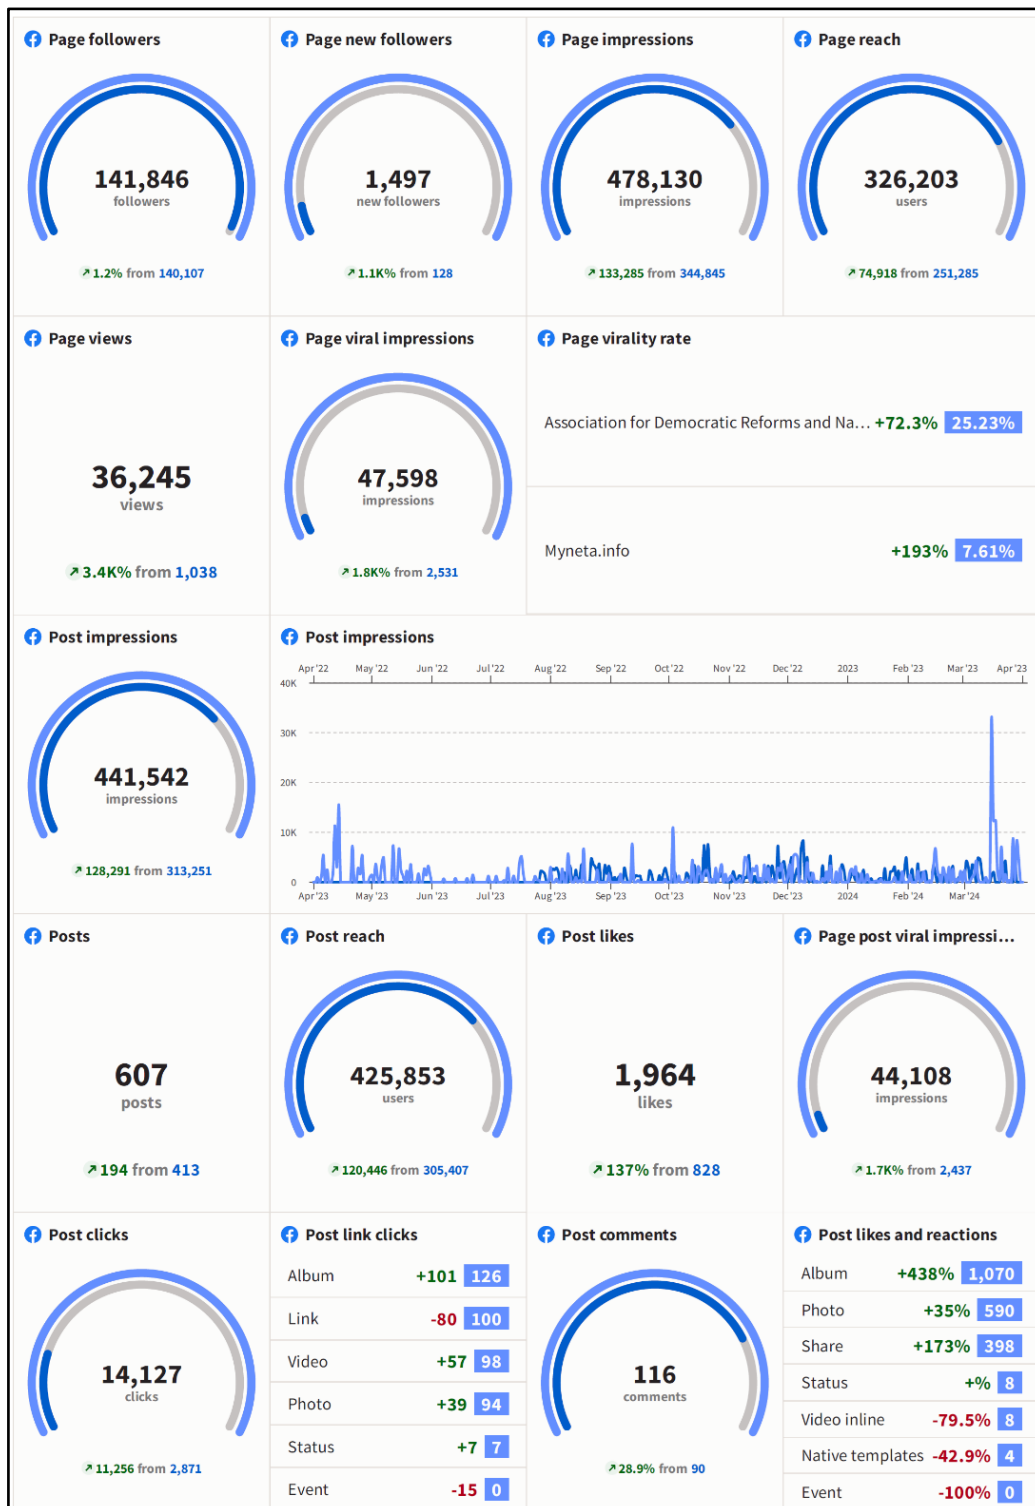 Page followers
141,846
followers
1.2% from 140,107
Page new followers
1,497
new followers
1.1K% from 128
Page impressions
478,130
impressions
133,285 from 344,845
Page reach
326,203
users
74,918 from 251,285
Page views
36,245
views
3.4K% from 1,038
Page viral impressions
47,598
impressions
1.8K% from 2,531
Page virality rate
Association for Democratic Reforms and Na... +72.3% 25.23%
Myneta.info +193% 7.61%
Post impressions
441,542
impressions
128,291 from 313,251
Post impressions
Apr '22 May '22 Jun '22 Jul '22 Aug '22 Sep '22 Oct '22 Nov '22 Dec '22 2023 Feb '23 Mar '23 Apr '23
40K
30K
20K
10K
0
Apr '23 May '23 Jun '23 Jul '23 Aug '23 Sep '23 Oct '23 Nov '23 Dec '23 2024 Feb '24 Mar '24
Posts
607
posts
194 from 413
Post reach
425,853
users
120,446 from 305,407
Post likes
1,964
likes
137% from 828
Page post viral impressi...
44,108
impressions
1.7K% from 2,437
Post clicks
14,127
clicks
11,256 from 2,871
Post link clicks
Album +101 126
Link -80 100
Video +57 98
Photo +39 94
Status +7 7
Event -15 0
Post comments
116
comments
28.9% from 90
Post likes and reactions
Album +438% 1,070
Photo +35% 590
Share +173% 398
Status +% 8
Video inline -79.5% 8
Native templates -42.9% 4
Event -100% 0